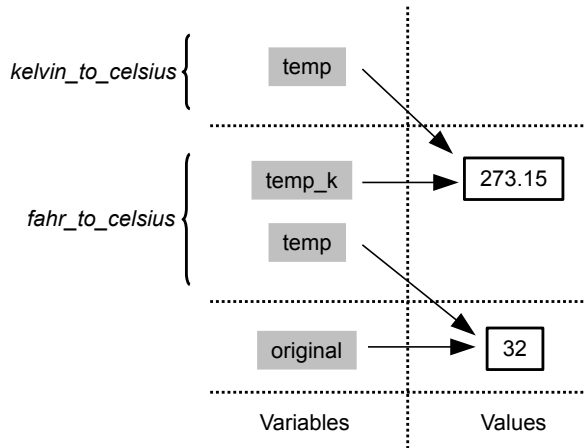 kelvin_to_celsius
temp
temp_k
273.15
fahr_to_celsius
temp
original
32
Variables
Values